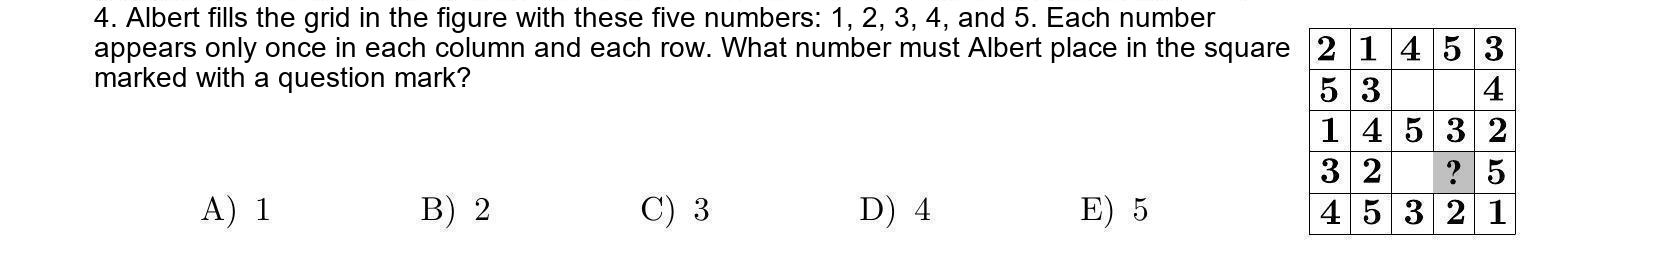 4. Albert fills the grid in the figure with these five numbers: 1, 2, 3, 4, and 5. Each number
appears only once in each column and each row. What number must Albert place in the square
marked with a question mark?
A) 1 B) 2 C) 3 D) 4 E) 5
2 1 4 5 3
5 3 4
1 4 5 3 2
3 2 ? 5
4 5 3 2 1